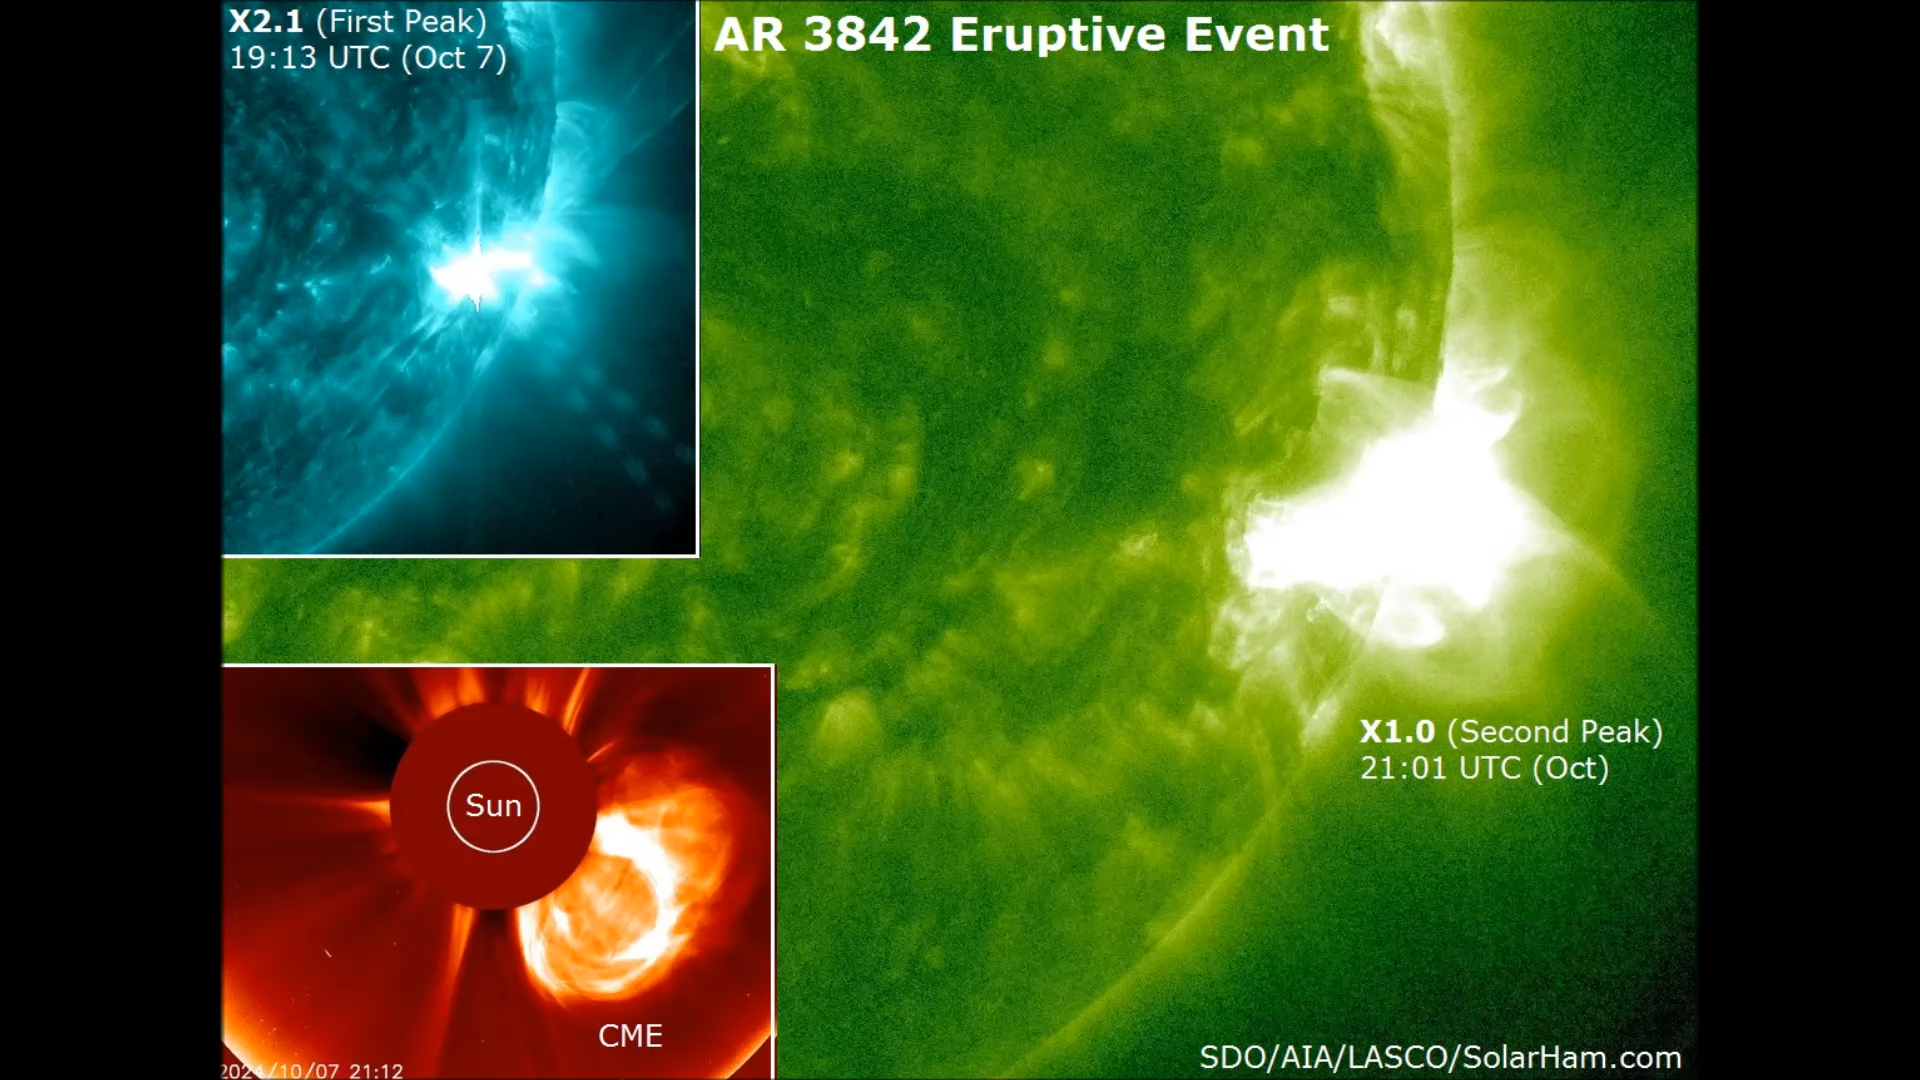 X2.1 (First Peak)
19:13 UTC (Oct 7)
AR 3842 Eruptive Event
X1.0 (Second Peak)
21:01 UTC (Oct)
Sun
CME
2024/10/07 21:12
SDO/AIA/LASCO/SolarHam.com